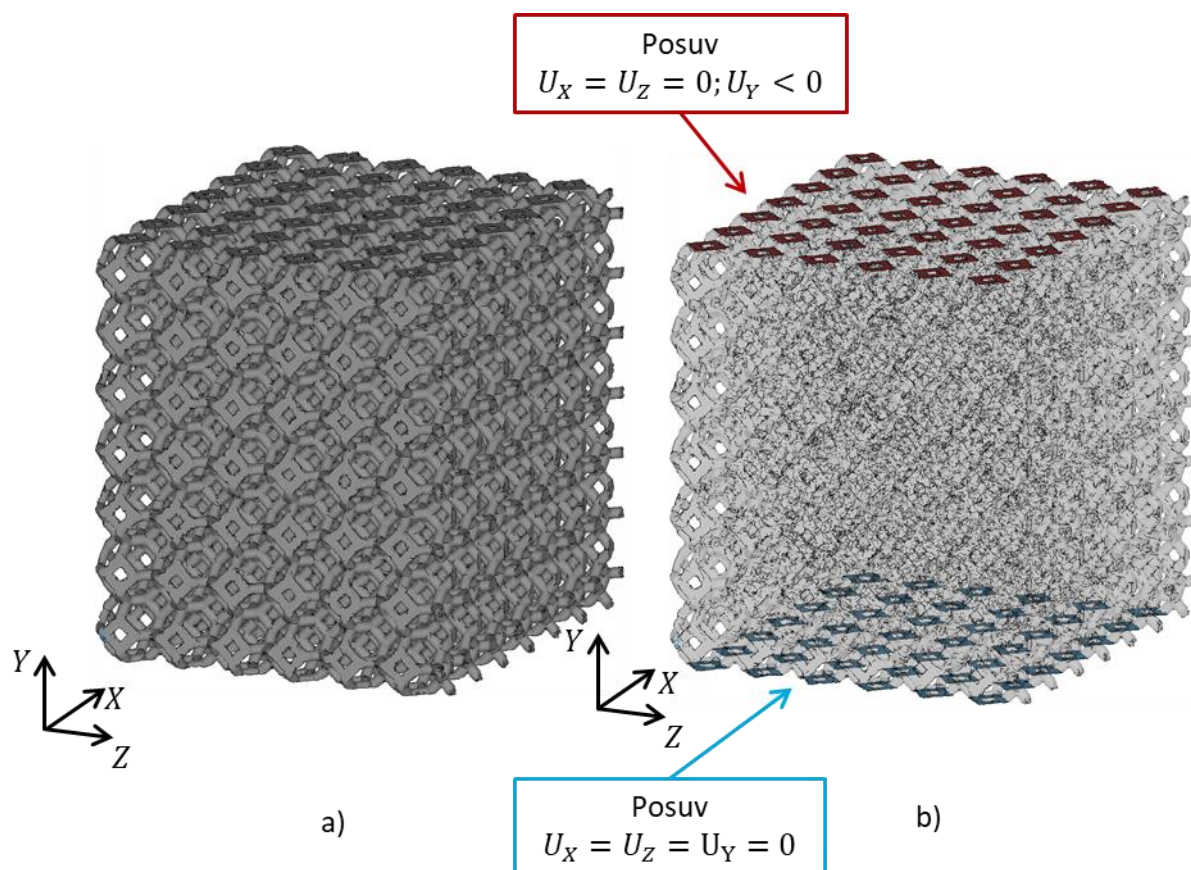 Posuv
U_X = U_Z = 0; U_Y < 0
Y
X
Z
Y
X
Z
a)
b)
Posuv
U_X = U_Z = U_Y = 0